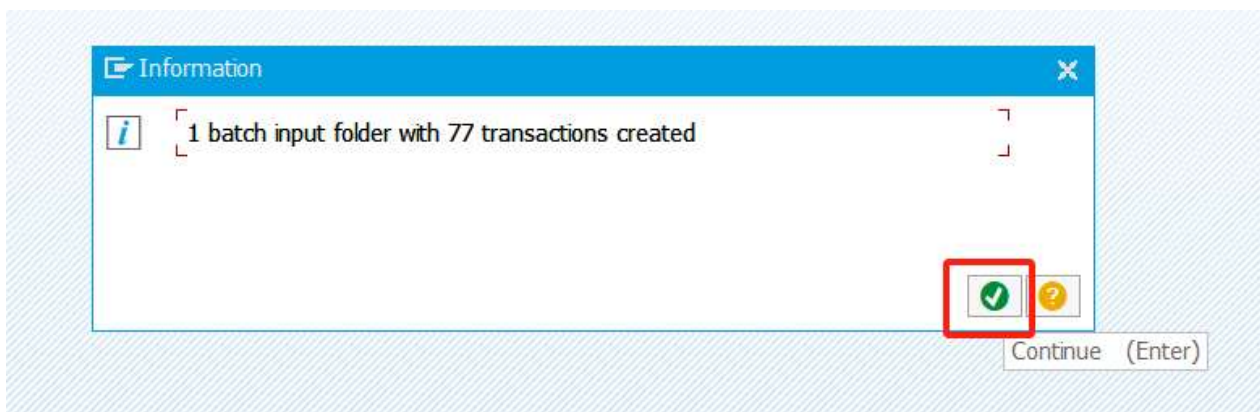 Information
1 batch input folder with 77 transactions created
Continue (Enter)